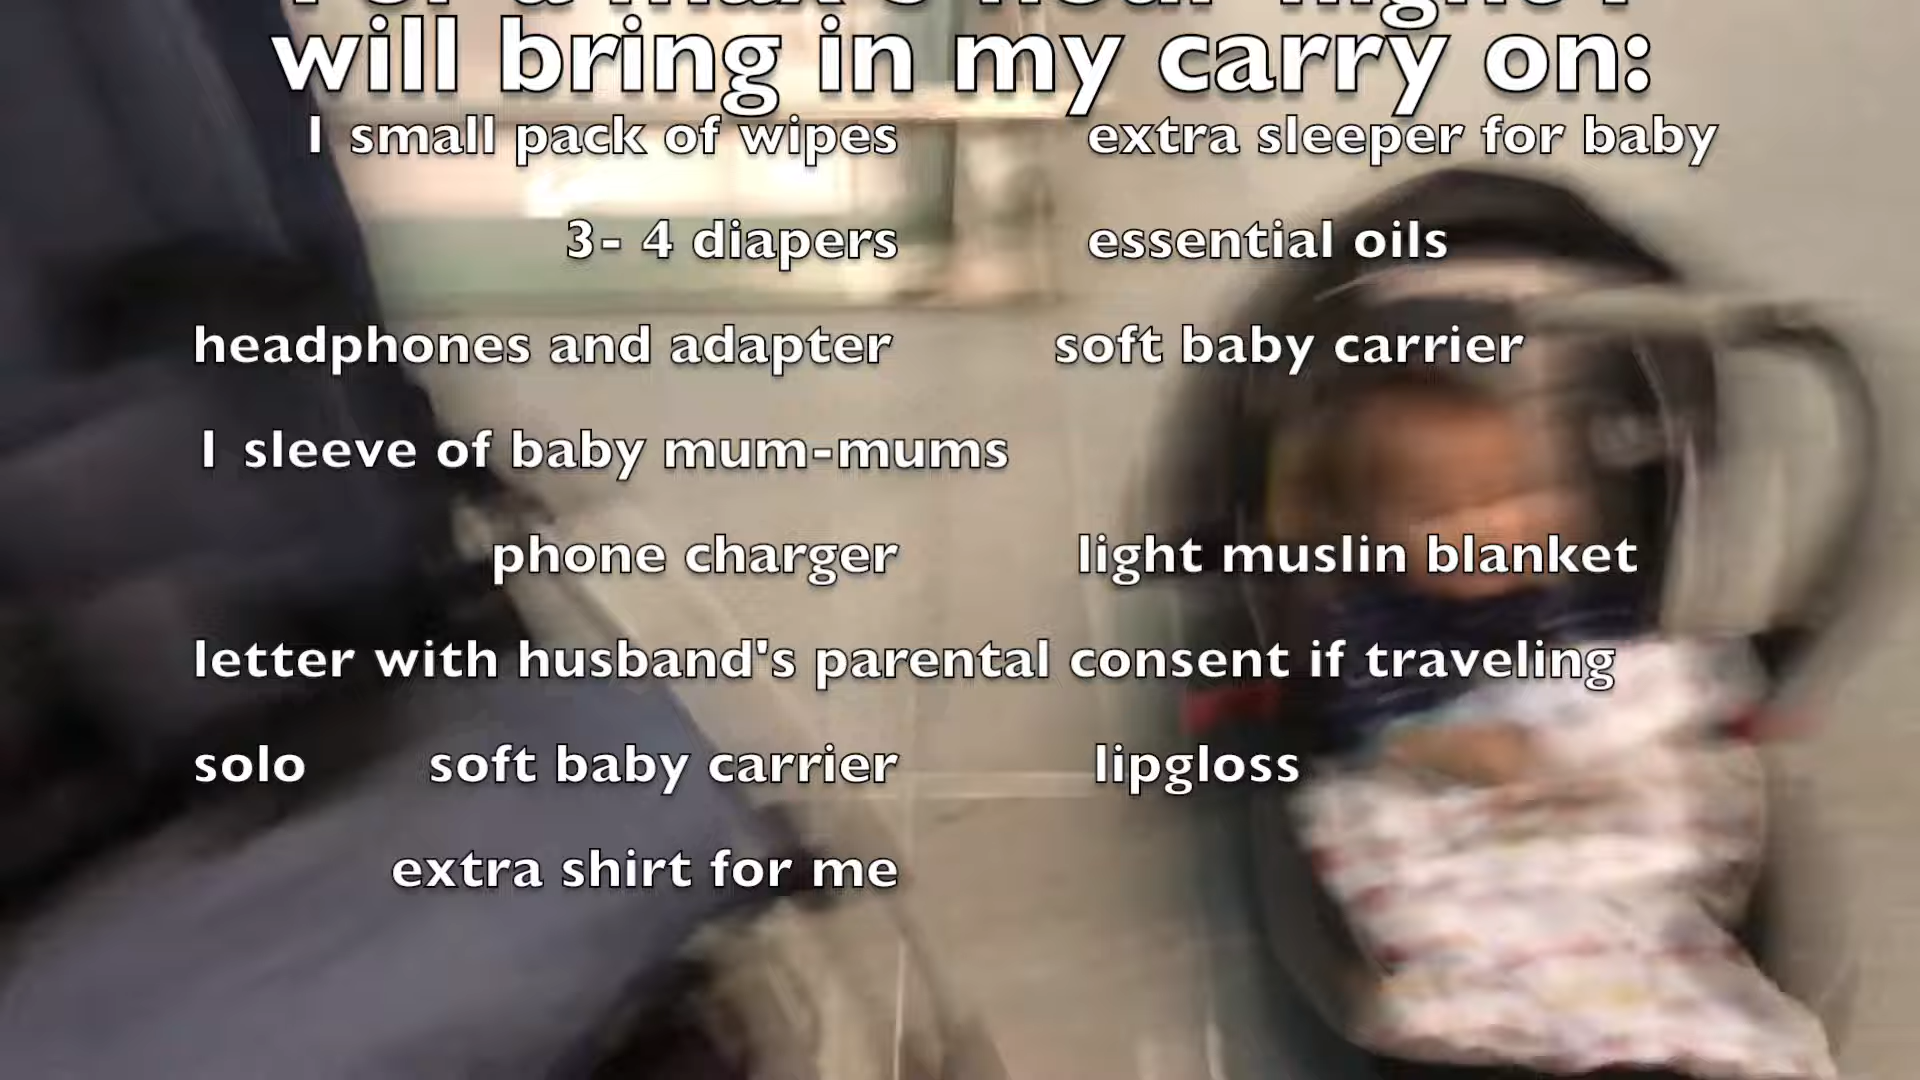 will bring in my carry on:
1 small pack of wipes extra sleeper for baby
3- 4 diapers essential oils
headphones and adapter soft baby carrier
1 sleeve of baby mum-mums
phone charger light muslin blanket
letter with husband's parental consent if traveling
solo soft baby carrier lipgloss
extra shirt for me